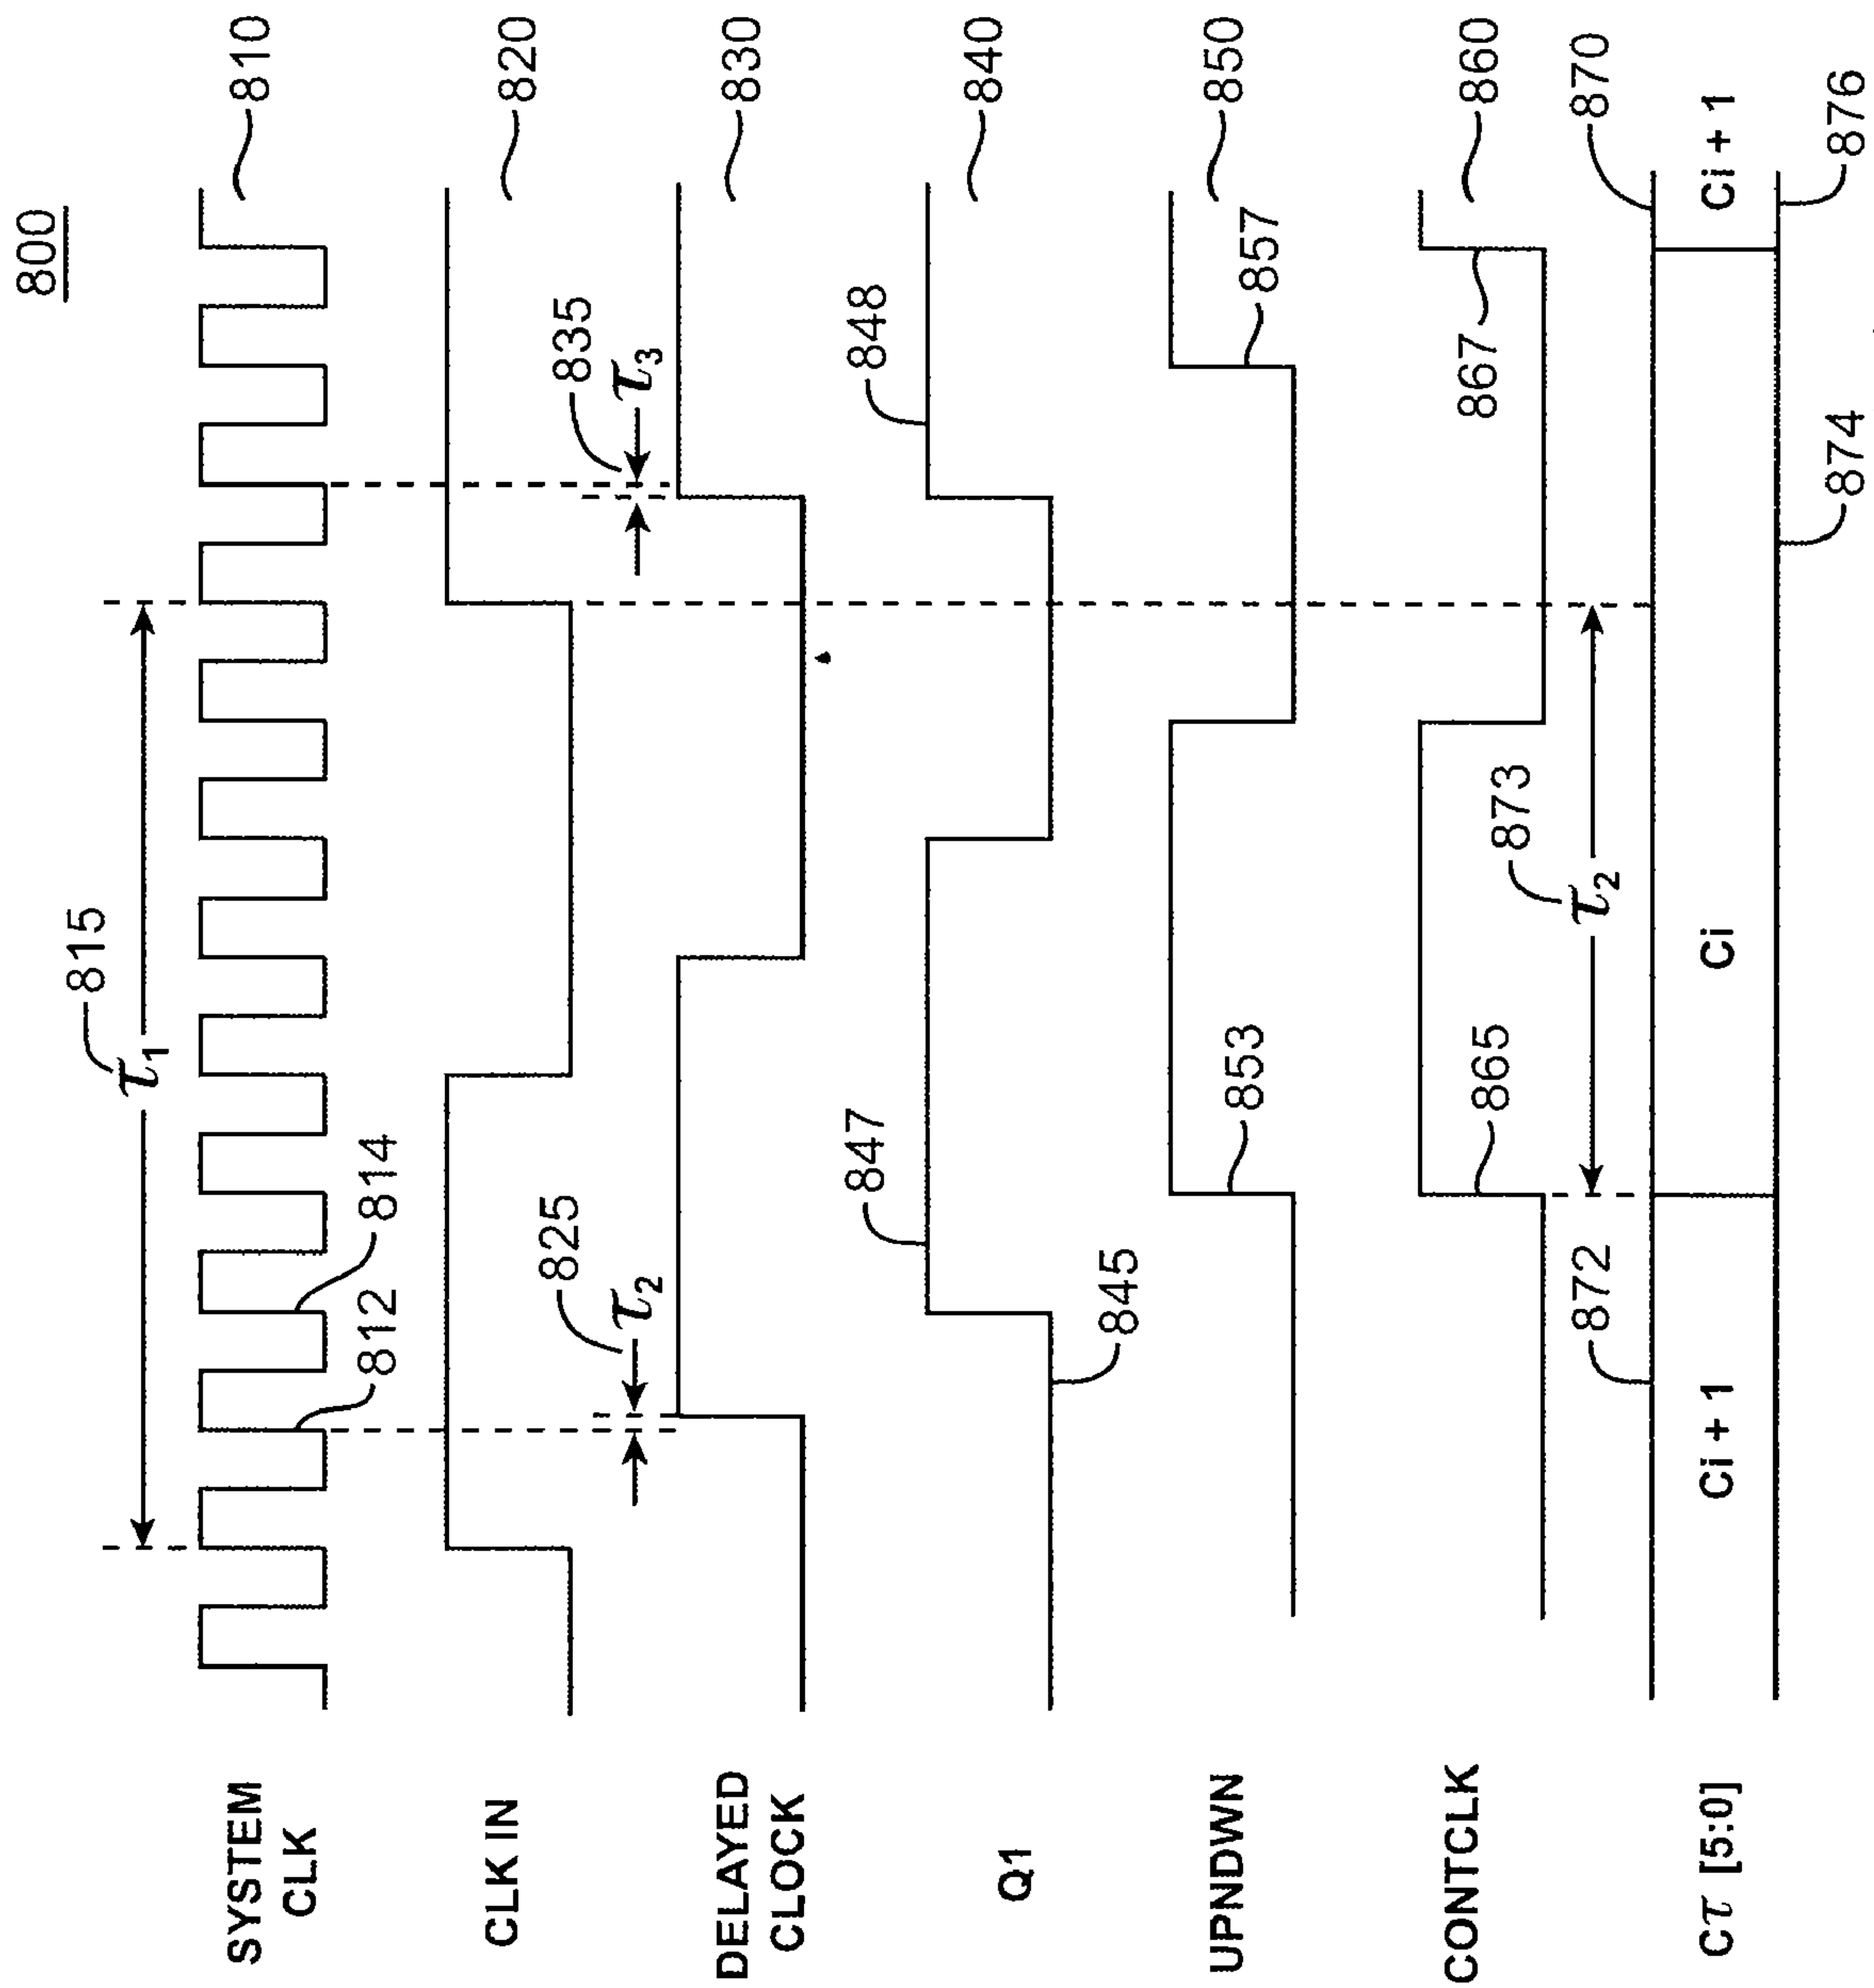 800
815
τ1
SYSTEM
CLK
812
814
810
CLK IN
820
825
τ2
835
τ3
DELAYED
CLOCK
830
847
848
Q1
845
840
UPNDWN
853
857
850
CONTCLK
865
867
860
872
873
τ2
870
Cτ [5:0]
Ci + 1
Ci
Ci + 1
874
876